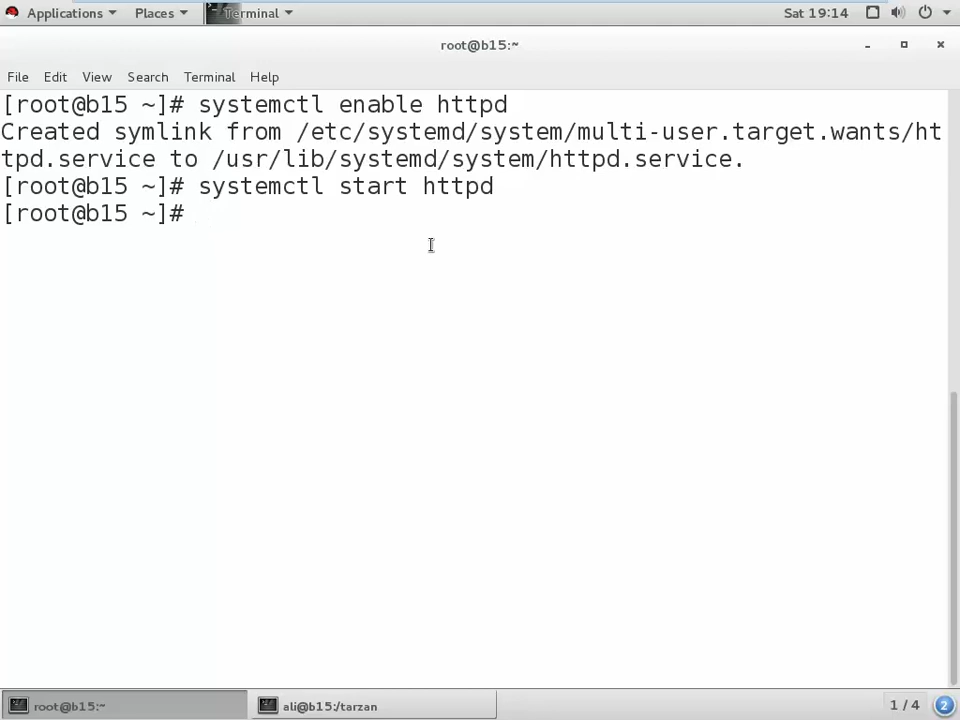 Applications Places Terminal Sat 19:14
root@b15:~
File Edit View Search Terminal Help
[root@b15 ~]# systemctl enable httpd
Created symlink from /etc/systemd/system/multi-user.target.wants/ht
tpd.service to /usr/lib/systemd/system/httpd.service.
[root@b15 ~]# systemctl start httpd
[root@b15 ~]#
root@b15:~ ali@b15:/tarzan 1 / 4 2